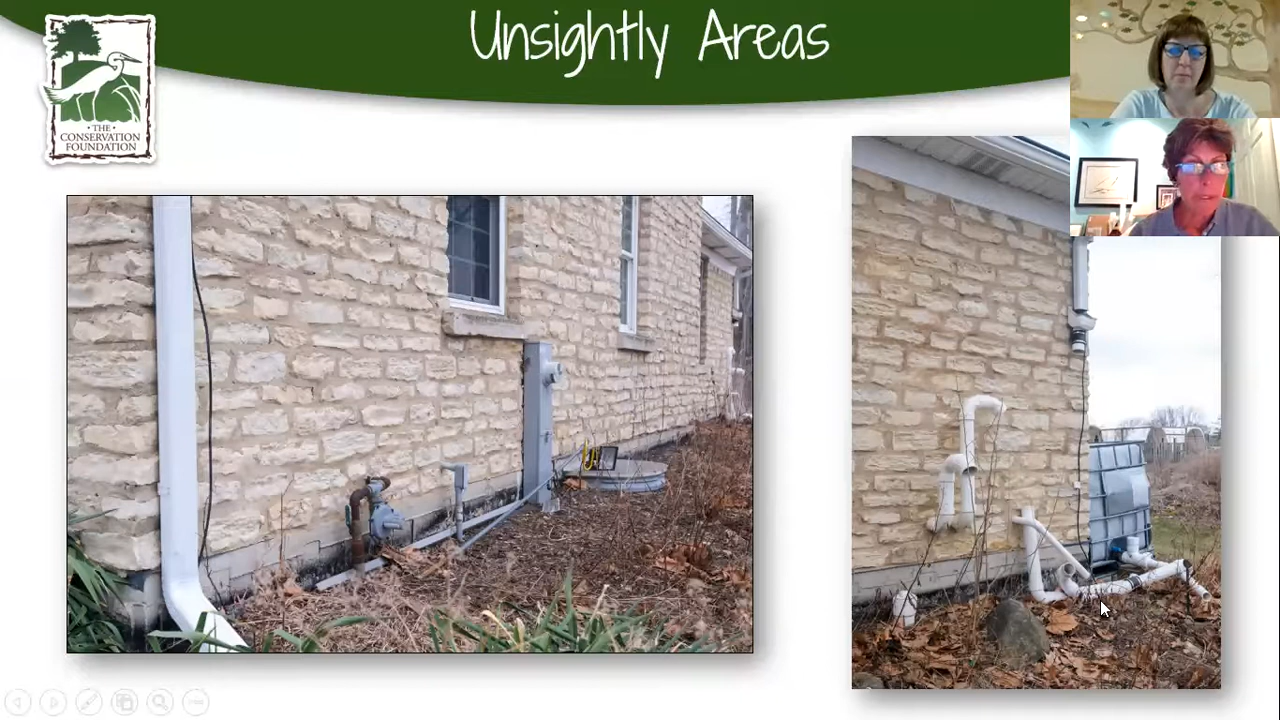 Unsightly Areas
• THE •
CONSERVATION
FOUNDATION